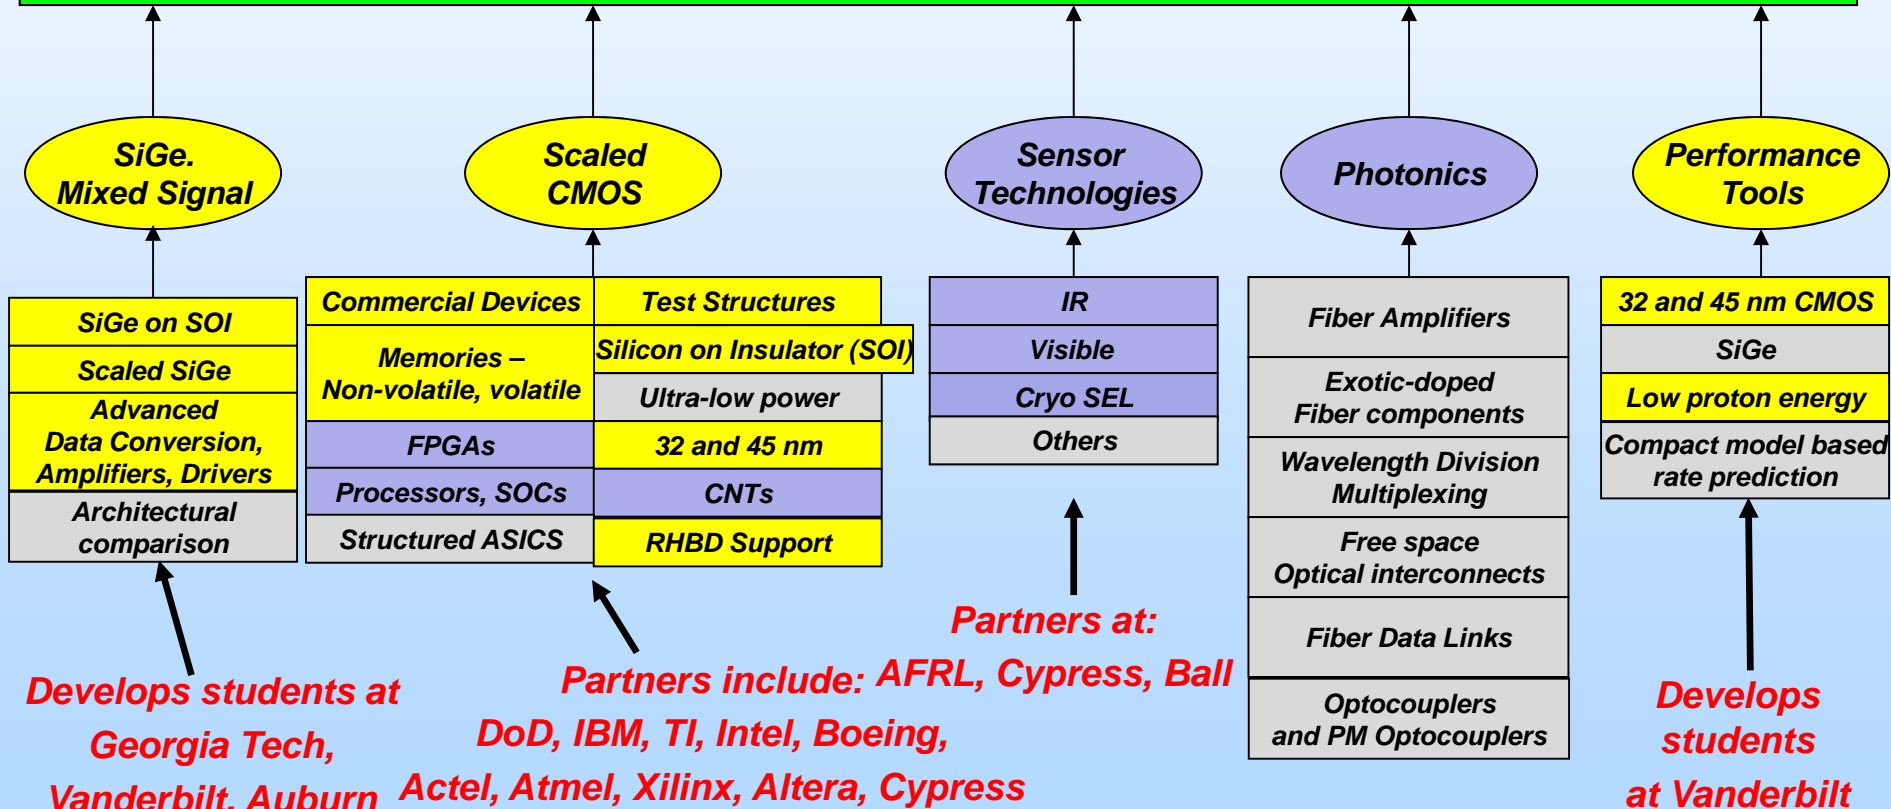 SiGe.
Mixed Signal
Scaled
CMOS
Sensor
Technologies
Photonics
Performance
Tools
SiGe on SOI
Scaled SiGe
Advanced
Data Conversion,
Amplifiers, Drivers
Architectural
comparison
Commercial Devices
Memories –
Non-volatile, volatile
FPGAs
Processors, SOCs
Structured ASICS
Test Structures
Silicon on Insulator (SOI)
Ultra-low power
32 and 45 nm
CNTs
RHBD Support
IR
Visible
Cryo SEL
Others
Fiber Amplifiers
Exotic-doped
Fiber components
Wavelength Division
Multiplexing
Free space
Optical interconnects
Fiber Data Links
Optocouplers
and PM Optocouplers
32 and 45 nm CMOS
SiGe
Low proton energy
Compact model based
rate prediction
Develops students at
Georgia Tech,
Vanderbilt, Auburn
Partners include:
DoD, IBM, TI, Intel, Boeing,
Actel, Atmel, Xilinx, Altera, Cypress
Partners at:
AFRL, Cypress, Ball
Develops
students
at Vanderbilt